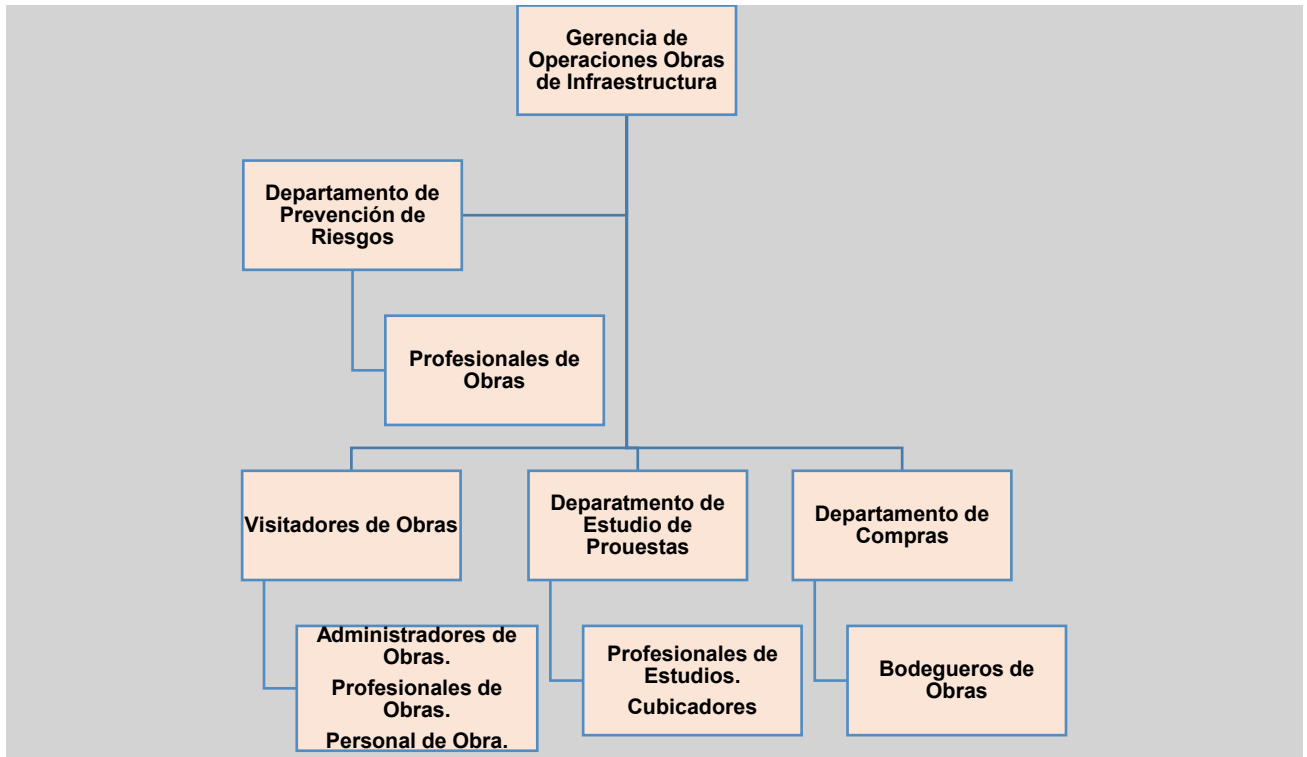 Gerencia de
Operaciones Obras
de Infraestructura
Departamento de
Prevención de
Riesgos
Profesionales de
Obras
Visitadores de Obras
Deparatmento de
Estudio de
Prouestas
Departamento de
Compras
Administradores de
Obras.
Profesionales de
Obras.
Personal de Obra.
Profesionales de
Estudios.
Cubicadores
Bodegueros de
Obras